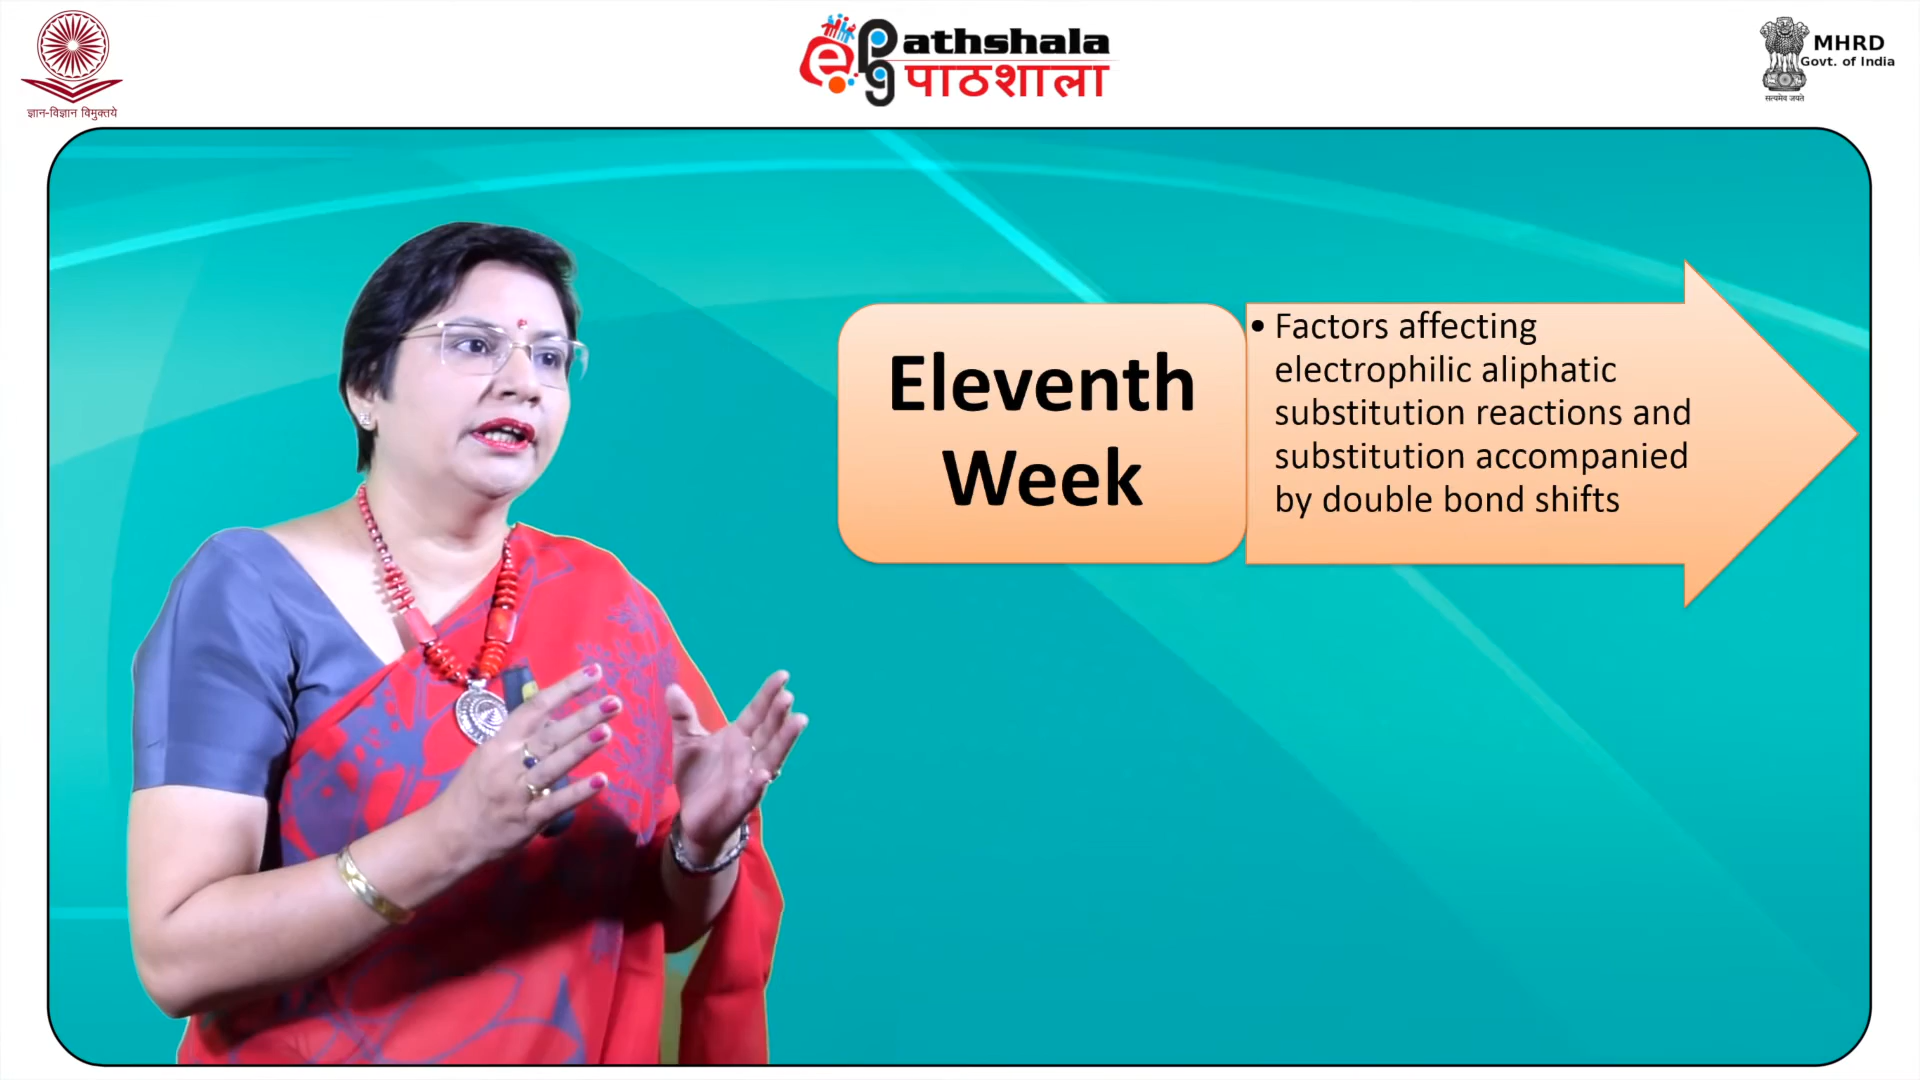 ज्ञान-विज्ञान विमुक्तये
ePgathshala
पाठशाला
MHRD
Govt. of India
सत्यमेव जयते
Eleventh
Week
• Factors affecting
electrophilic aliphatic
substitution reactions and
substitution accompanied
by double bond shifts